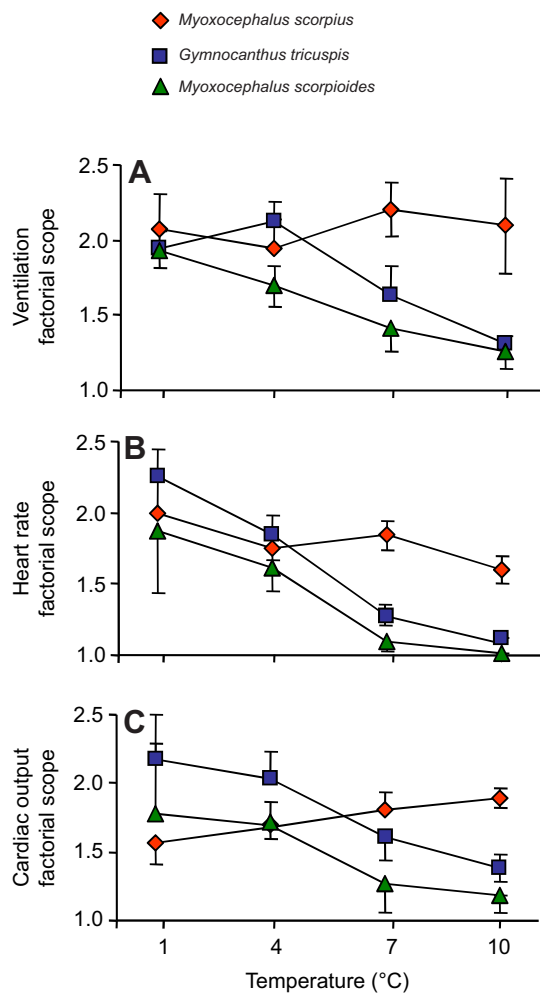 Myoxocephalus scorpius
Gymnocanthus tricuspis
Myoxocephalus scorpioides
A
2.5
2.0
1.5
1.0
Ventilation
factorial scope
B
2.5
2.0
1.5
1.0
Heart rate
factorial scope
C
2.5
2.0
1.5
1.0
Cardiac output
factorial scope
1 4 7 10
Temperature (°C)